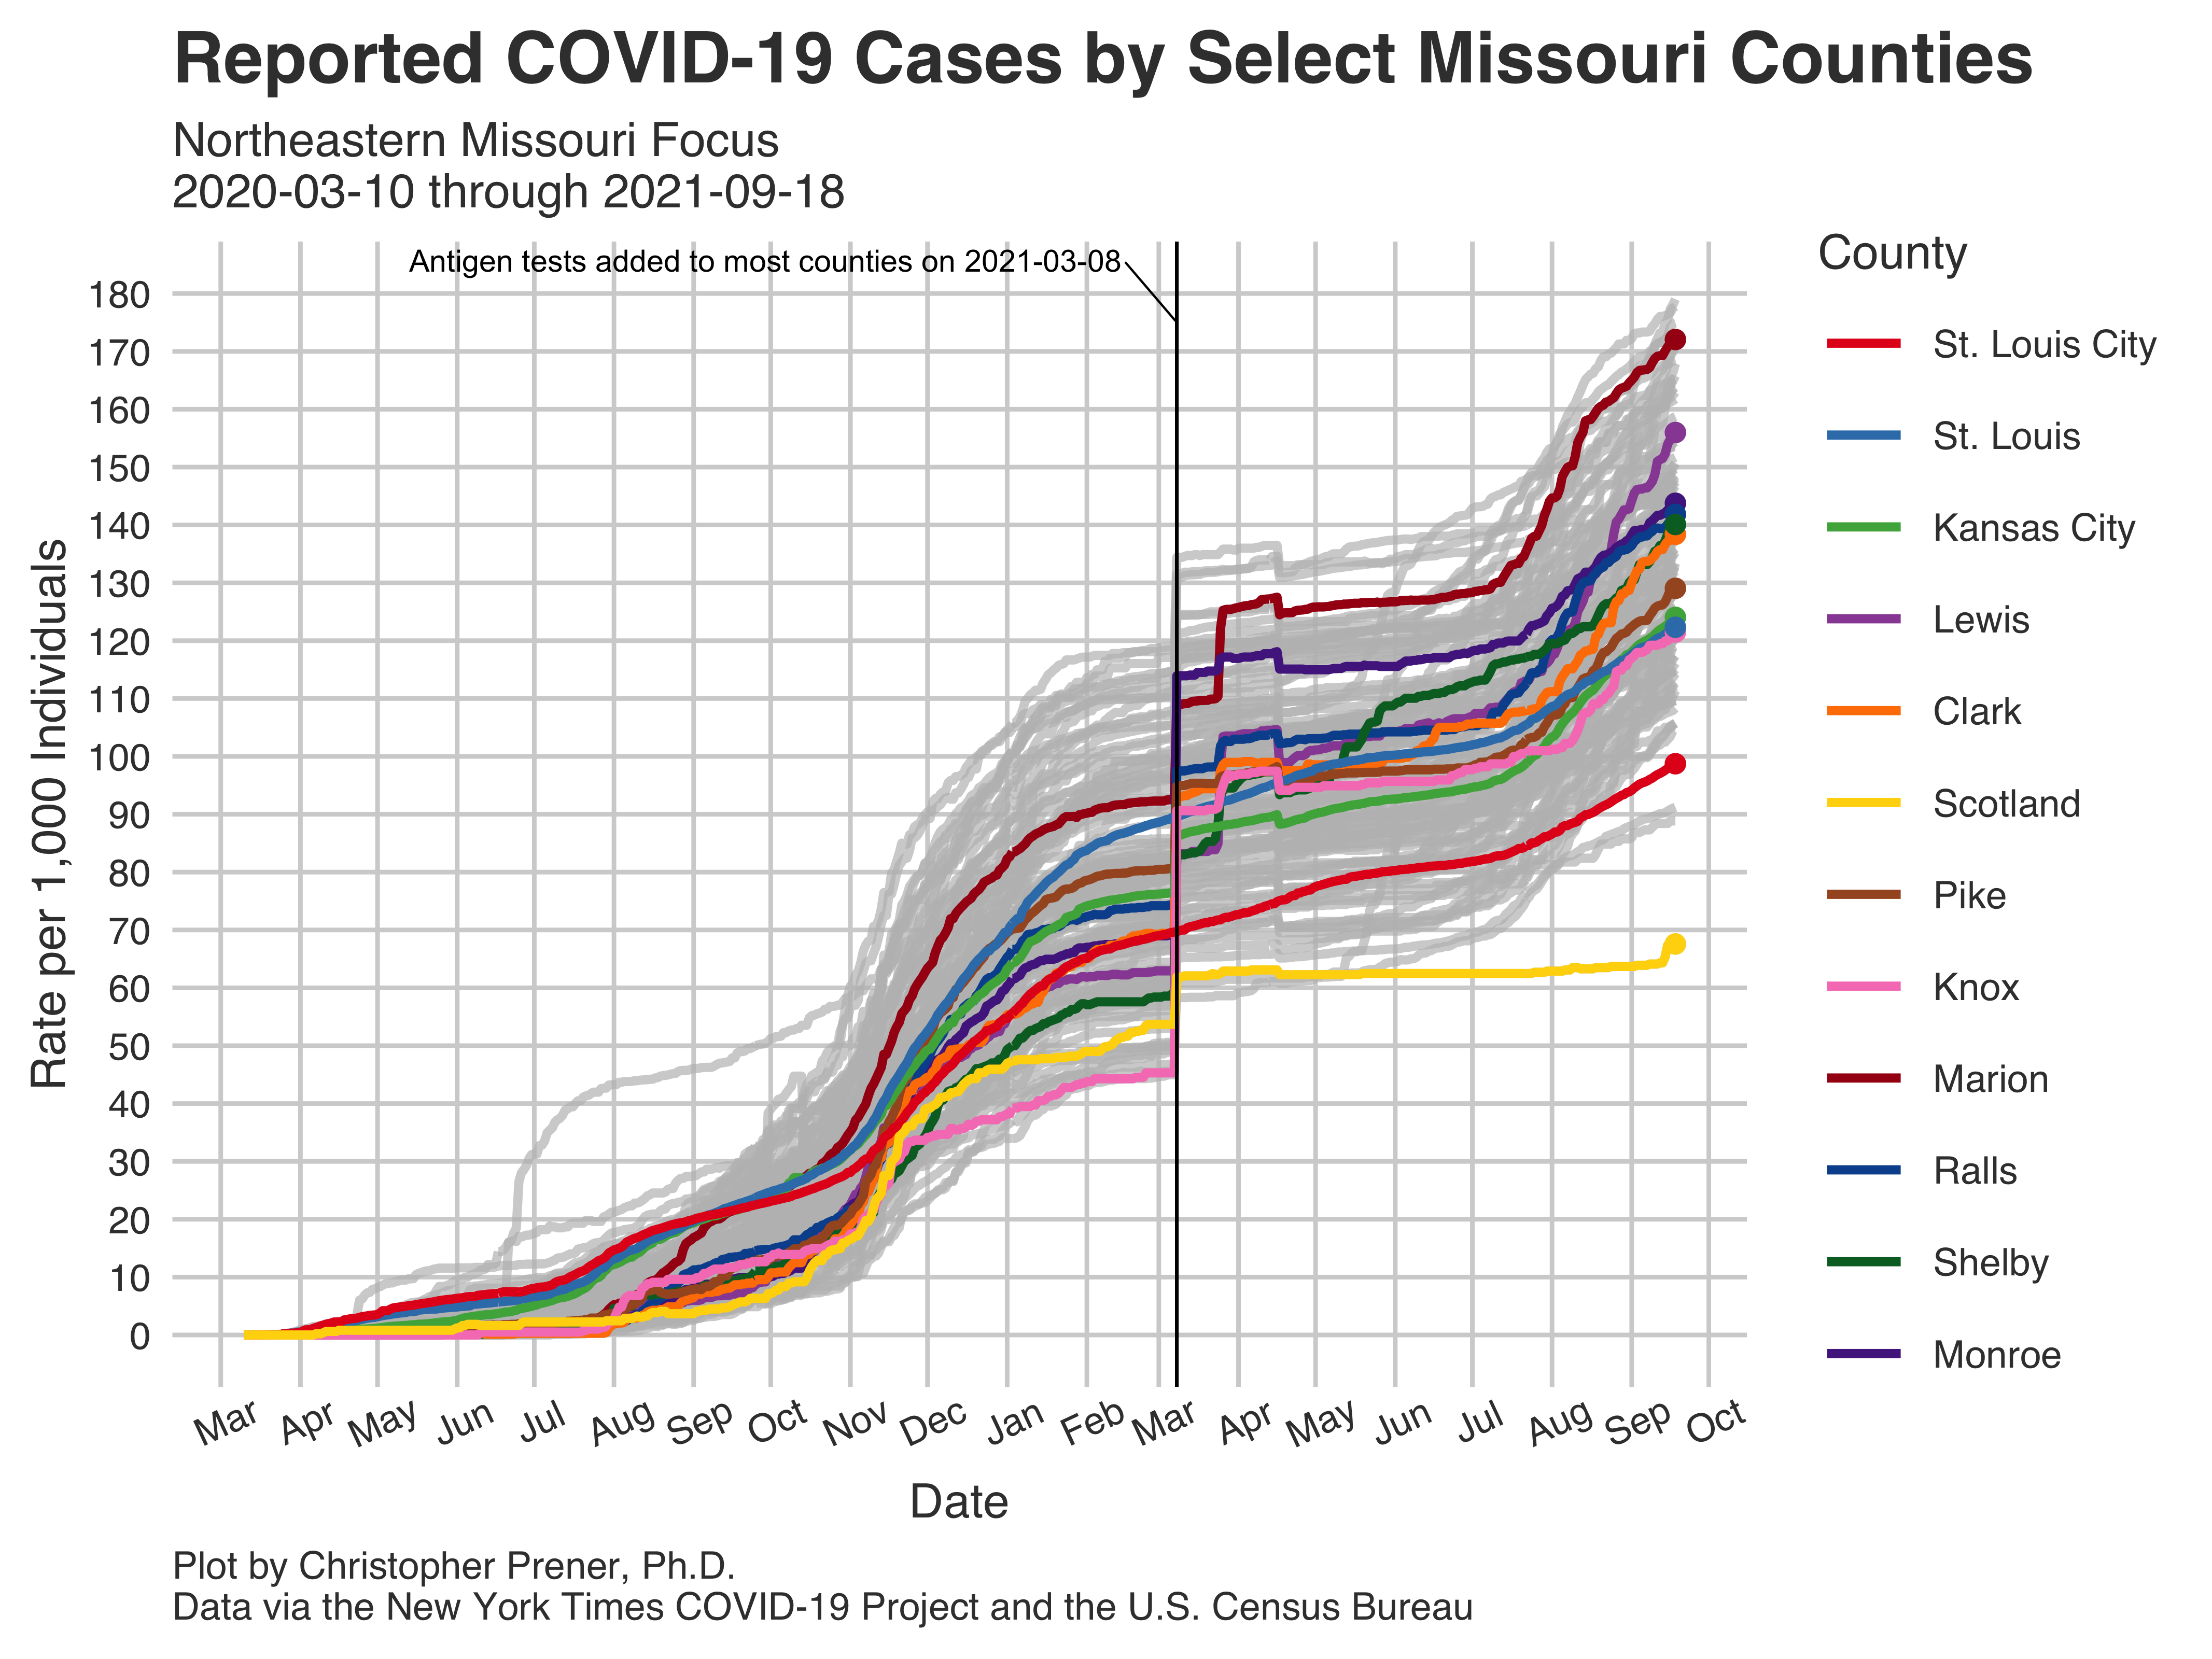 Reported COVID-19 Cases by Select Missouri Counties
Northeastern Missouri Focus
2020-03-10 through 2021-09-18
Antigen tests added to most counties on 2021-03-08
Rate per 1,000 Individuals
180
170
160
150
140
130
120
110
100
90
80
70
60
50
40
30
20
10
0
Mar Apr May Jun Jul Aug Sep Oct Nov Dec Jan Feb Mar Apr May Jun Jul Aug Sep Oct
Date
County
St. Louis City
St. Louis
Kansas City
Lewis
Clark
Scotland
Pike
Knox
Marion
Ralls
Shelby
Monroe
Plot by Christopher Prener, Ph.D.
Data via the New York Times COVID-19 Project and the U.S. Census Bureau